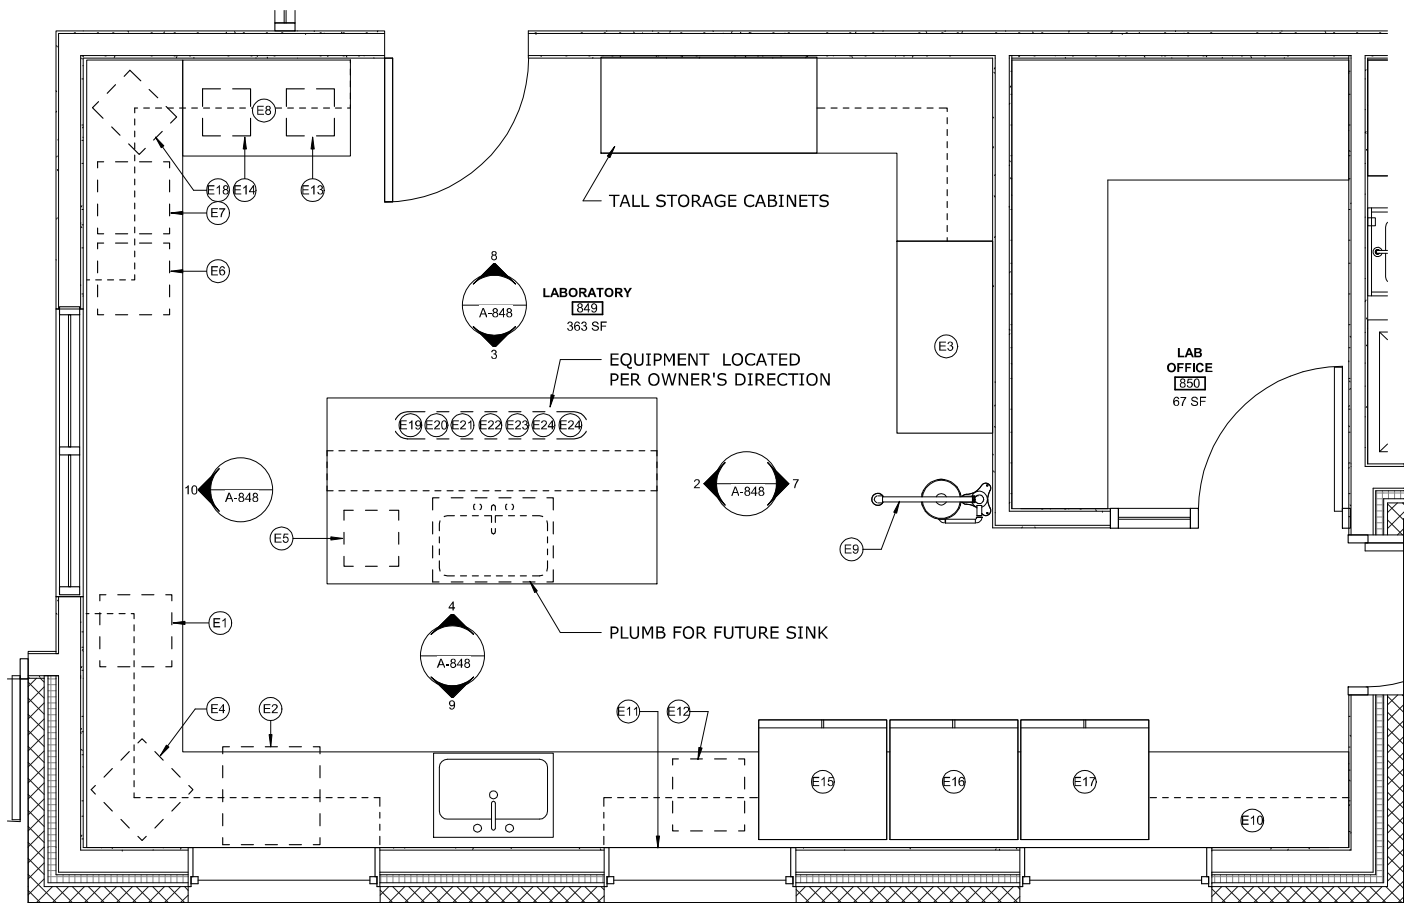 E8
E18
E14
E13
E7
TALL STORAGE CABINETS
E6
8
A-848
3
LABORATORY
849
363 SF
EQUIPMENT LOCATED
PER OWNER'S DIRECTION
E3
LAB
OFFICE
850
67 SF
E19 E20 E21 E22 E23 E24 E24
10
A-848
2
A-848
7
E5
E9
E1
4
A-848
9
PLUMB FOR FUTURE SINK
E4
E2
E11
E12
E15
E16
E17
E10